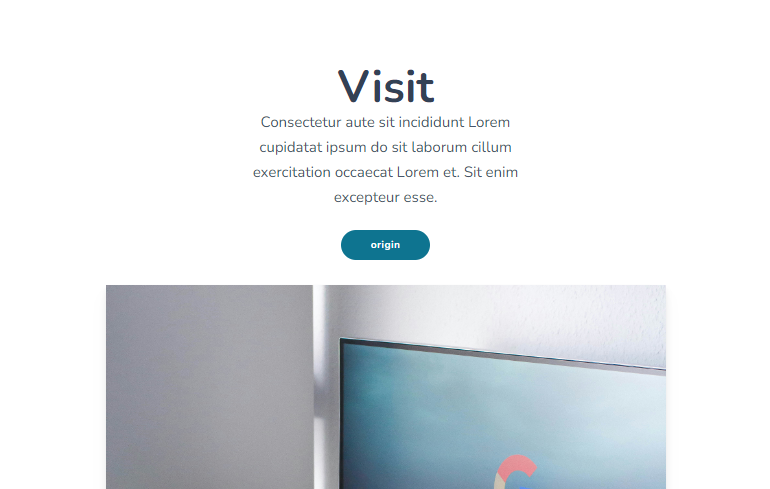 Visit
Consectetur aute sit incididunt Lorem
cupidatat ipsum do sit laborum cillum
exercitation occaecat Lorem et. Sit enim
excepteur esse.
origin